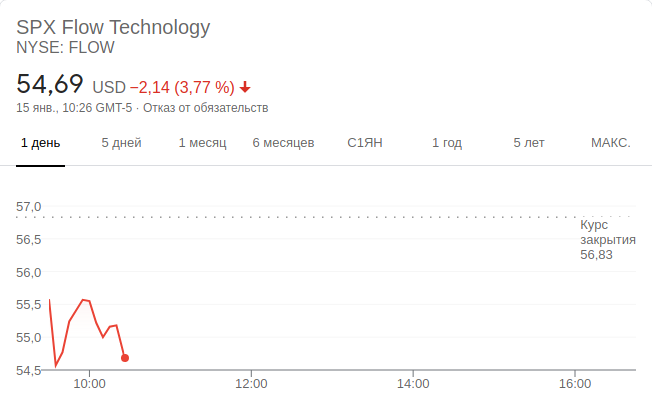 SPX Flow Technology
NYSE: FLOW
54,69 USD −2,14 (3,77 %)
15 янв., 10:26 GMT-5 · Отказ от обязательств
1 день 5 дней 1 месяц 6 месяцев С1ЯН 1 год 5 лет МАКС.
57,0
Курс
закрытия
56,83
56,5
56,0
55,5
55,0
54,5
10:00 12:00 14:00 16:00